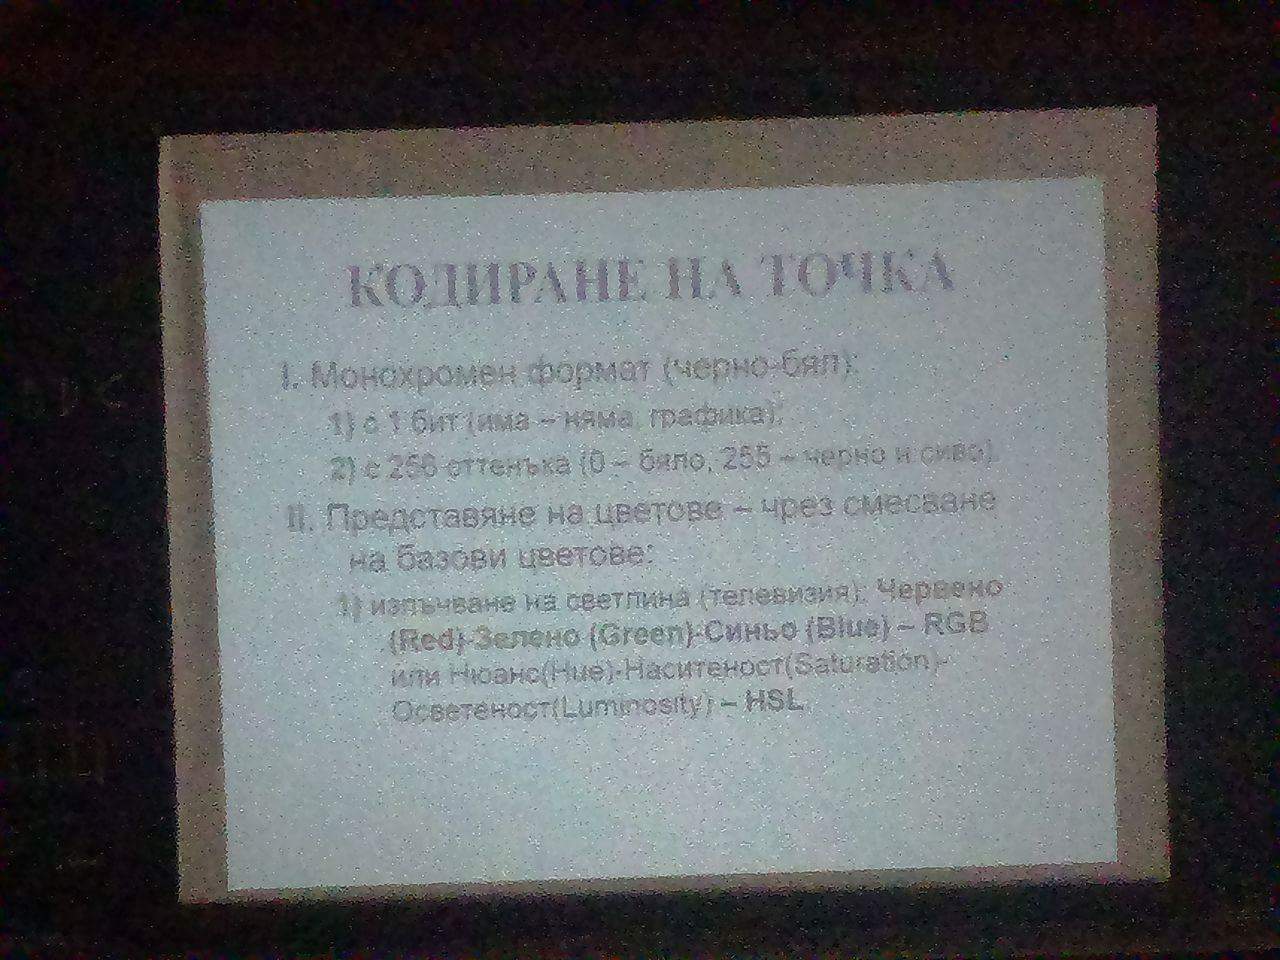 КОДИРАНЕ НА ТОЧКА
I. Монохромен формат (черно-бял):
1) с 1 бит (има – няма графика);
2) с 256 оттенъка (0 – бяло, 255 – черно и сиво).
II. Представяне на цветове – чрез смесване
на базови цветове:
1) излъчване на светлина (телевизия): Червено
(Red)-Зелено (Green)-Синьо (Blue) – RGB
или Нюанс(Hue)-Наситеност(Saturation)-
Осветеност(Luminosity) – HSL